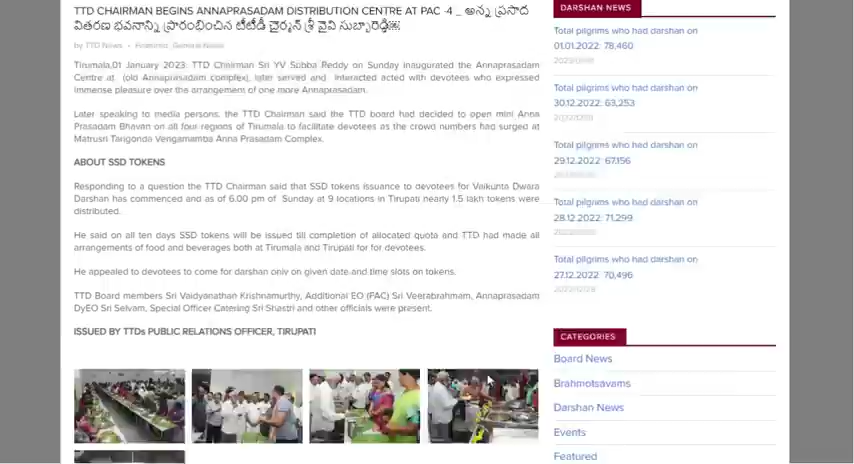 TTD CHAIRMAN BEGINS ANNAPRASADAM DISTRIBUTION CENTRE AT PAC -4 _ అన్న ప్రసాద
వితరణ భవనాన్ని ప్రారంభించిన టీటీడీ ఛైర్మన్ శ్రీ వైవి సుబ్బారెడ్డి
by TTD News • Featured, General News
Tirumala,01 January 2023: TTD Chairman Sri YV Subba Reddy on Sunday inaugurated the Annaprasadam
Centre at (old Annaprasadam complex), later served and interacted acted with devotees who expressed
immense pleasure over the arrangement of one more Annaprasadam.
Later speaking to media persons, the TTD Chairman said the TTD board had decided to open mini Anna
Prasadam Bhavan on all four regions of Tirumala to facilitate devotees as the crowd numbers had surged at
Matrusri Tarigonda Vengamamba Anna Prasadam Complex.
ABOUT SSD TOKENS
Responding to a question the TTD Chairman said that SSD tokens issuance to devotees for Vaikunta Dwara
Darshan has commenced and as of 6.00 pm of Sunday at 9 locations in Tirupati nearly 1.5 lakh tokens were
distributed.
He said on all ten days SSD tokens will be issued till completion of allocated quota and TTD had made all
arrangements of food and beverages both at Tirumala and Tirupati for for devotees.
He appealed to devotees to come for darshan only on given date and time slots on tokens.
TTD Board members Sri Vaidyanathan Krishnamurthy, Additional EO (FAC) Sri Veerabrahmam, Annaprasadam
DyEO Sri Selvam, Special Officer Catering Sri Shastri and other officials were present.
ISSUED BY TTDs PUBLIC RELATIONS OFFICER, TIRUPATI
DARSHAN NEWS
Total pilgrims who had darshan on
01.01.2022: 78,460
Total pilgrims who had darshan on
30.12.2022: 63,253
Total pilgrims who had darshan on
29.12.2022: 67,156
Total pilgrims who had darshan on
28.12.2022: 71,299
Total pilgrims who had darshan on
27.12.2022: 70,496
CATEGORIES
Board News
Brahmotsavams
Darshan News
Events
Featured